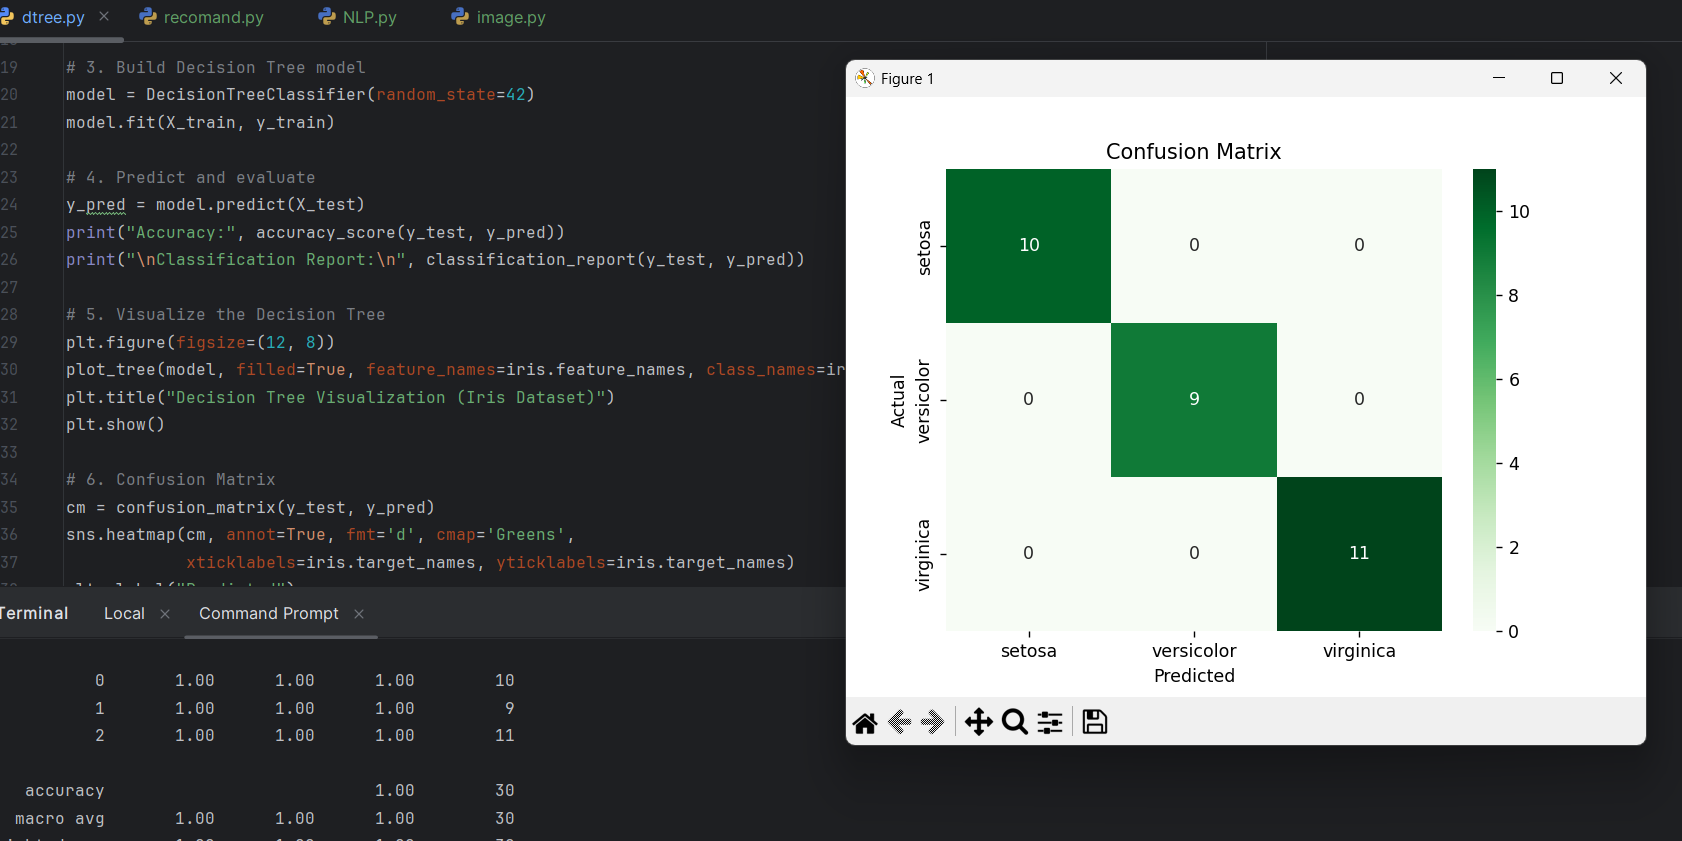 dtree.py recomand.py NLP.py image.py
19 # 3. Build Decision Tree model
20 model = DecisionTreeClassifier(random_state=42)
21 model.fit(X_train, y_train)
22
23 # 4. Predict and evaluate
24 y_pred = model.predict(X_test)
25 print("Accuracy:", accuracy_score(y_test, y_pred))
26 print("\nClassification Report:\n", classification_report(y_test, y_pred))
27
28 # 5. Visualize the Decision Tree
29 plt.figure(figsize=(12, 8))
30 plot_tree(model, filled=True, feature_names=iris.feature_names, class_names=ir
31 plt.title("Decision Tree Visualization (Iris Dataset)")
32 plt.show()
33
34 # 6. Confusion Matrix
35 cm = confusion_matrix(y_test, y_pred)
36 sns.heatmap(cm, annot=True, fmt='d', cmap='Greens',
37 xticklabels=iris.target_names, yticklabels=iris.target_names)
Terminal Local Command Prompt
0 1.00 1.00 1.00 10
1 1.00 1.00 1.00 9
2 1.00 1.00 1.00 11
accuracy 1.00 30
macro avg 1.00 1.00 1.00 30
Figure 1
Confusion Matrix
Actual
setosa
10 0 0
versicolor
0 9 0
virginica
0 0 11
setosa versicolor virginica
Predicted
10
8
6
4
2
0